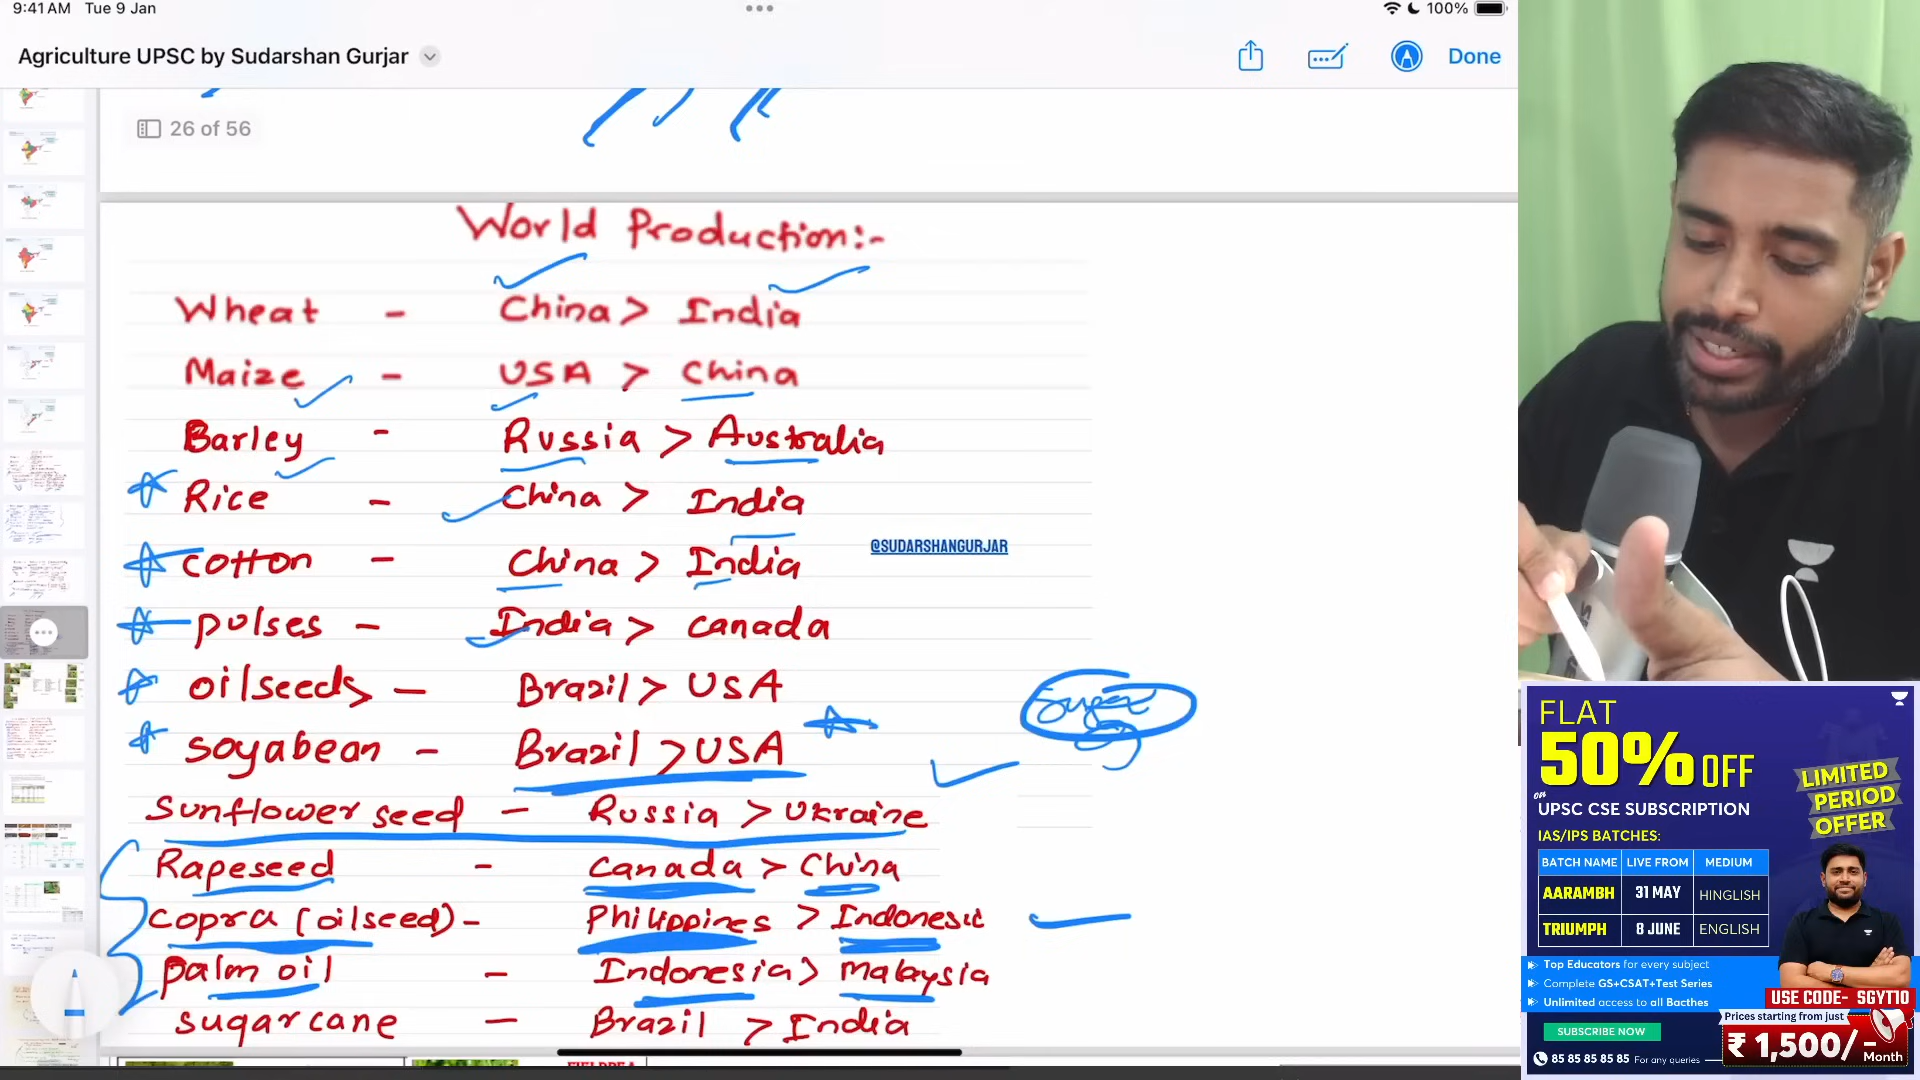 9:41 AM Tue 9 Jan
100%
Agriculture UPSC by Sudarshan Gurjar
Done
26 of 56
World Production:-
Wheat - China > India
Maize - USA > China
Barley - Russia > Australia
Rice - China > India
cotton - China > India
@SUDARSHANGURJAR
pulses - India > canada
oilseeds - Brazil > USA
soyabean - Brazil > USA
sunflower seed - Russia > Ukraine
Rapeseed - Canada > China
copra (oilseed) - Philippines > Indonesia
palm oil - Indonesia > malaysia
sugarcane - Brazil > India
FLAT
50% OFF
on UPSC CSE SUBSCRIPTION
LIMITED
PERIOD
OFFER
IAS/IPS BATCHES:
BATCH NAME LIVE FROM MEDIUM
AARAMBH 31 MAY HINGLISH
TRIUMPH 8 JUNE ENGLISH
Top Educators for every subject
Complete GS+CSAT+Test Series
Unlimited access to all Bacthes
USE CODE- SGYT10
SUBSCRIBE NOW
Prices starting from just
₹ 1,500/- Month
85 85 85 85 85 For any queries